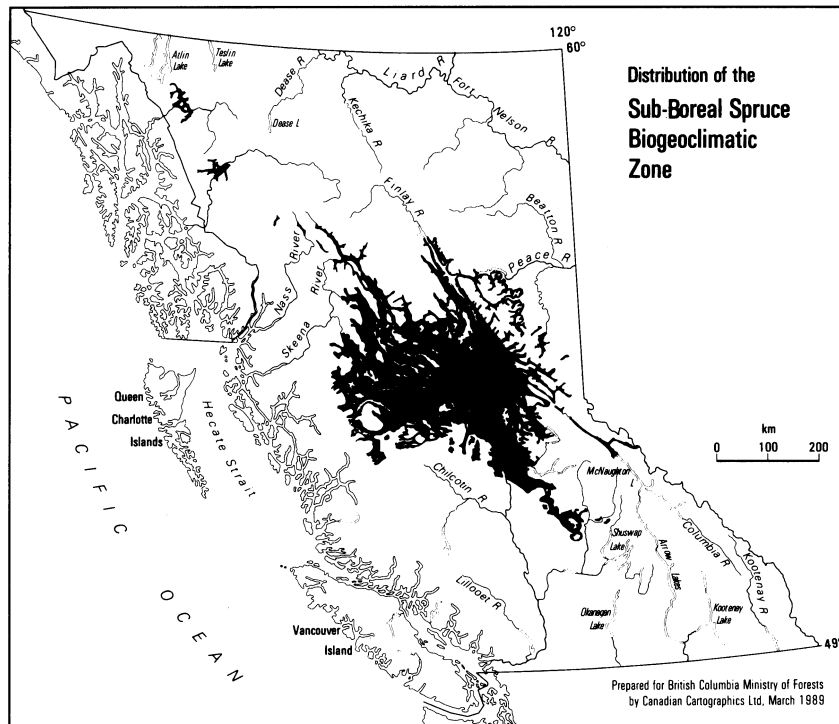 120°
60°
Distribution of the
Sub-Boreal Spruce
Biogeoclimatic
Zone
Atlin
Lake
Teslin
Lake
Dease R
Liard R
Fort Nelson R
Dease L
Kechika R
Finlay R
Beatton R
Peace R
Nass River
Skeena River
Queen
Charlotte
Islands
Hecate Strait
PACIFIC OCEAN
km
0 100 200
McNaughton
L
Chilcotin R
Shuswap
Lake
Columbia R
Kootenay R
Arrow Lakes
Lillooet R
Okanagan
Lake
Kootenay
Lake
Vancouver
Island
49°
Prepared for British Columbia Ministry of Forests
by Canadian Cartographics Ltd, March 1989